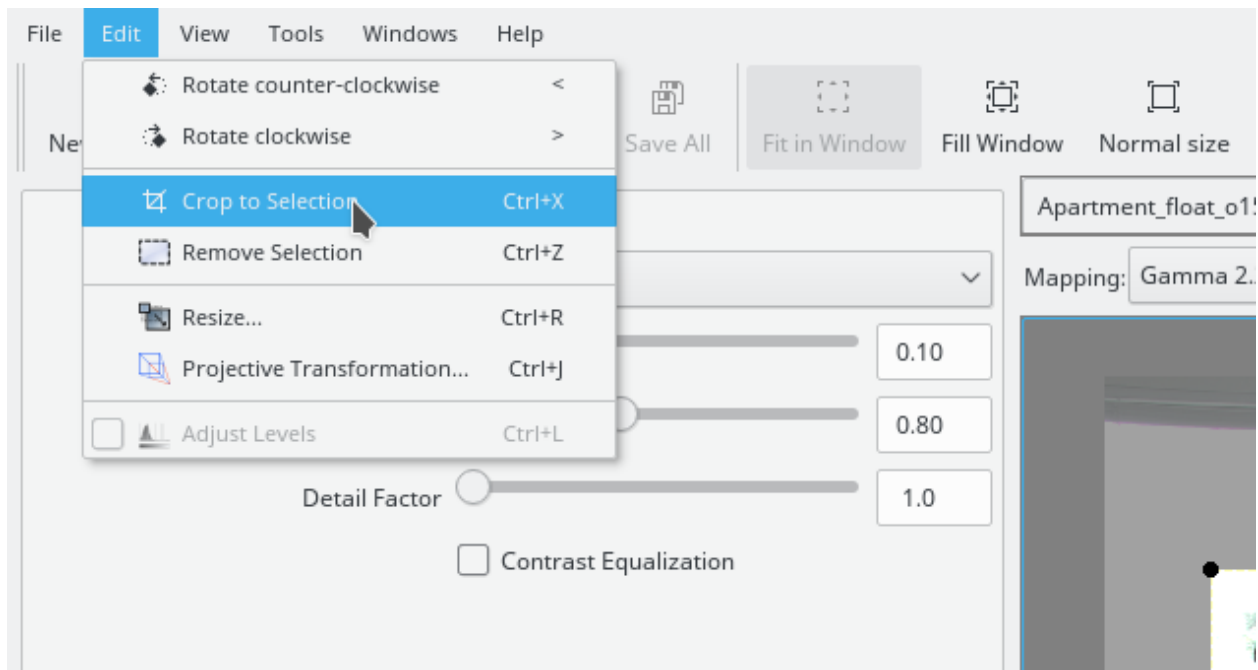 File Edit View Tools Windows Help
Rotate counter-clockwise <
Rotate clockwise >
Crop to Selection Ctrl+X
Remove Selection Ctrl+Z
Resize... Ctrl+R
Projective Transformation... Ctrl+J
Adjust Levels Ctrl+L
Save All Fit in Window Fill Window Normal size
Apartment_float_o15
Mapping: Gamma 2.
0.10
0.80
Detail Factor 1.0
Contrast Equalization